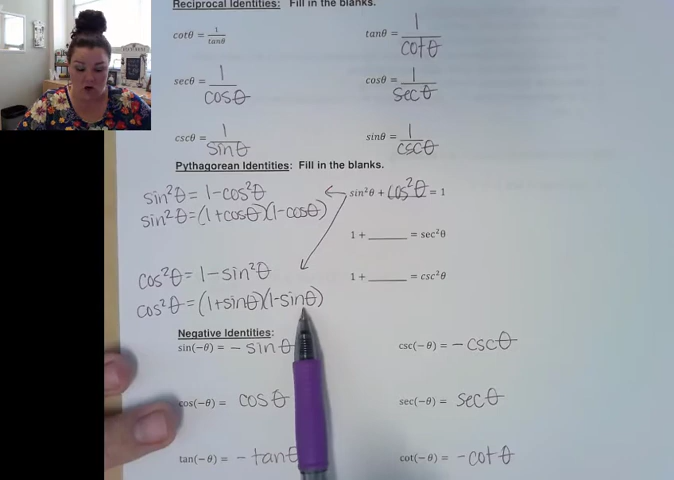 Reciprocal Identities: Fill in the blanks.
cotθ = 1/tanθ
tanθ = 1/cotθ
secθ = 1/cosθ
cosθ = 1/secθ
cscθ = 1/sinθ
sinθ = 1/cscθ
Pythagorean Identities: Fill in the blanks.
sin²θ = 1-cos²θ
sin²θ + cos²θ = 1
sin²θ = (1+cosθ)(1-cosθ)
1 + ______ = sec²θ
cos²θ = 1-sin²θ
1 + ______ = csc²θ
cos²θ = (1+sinθ)(1-sinθ)
Negative Identities:
sin(−θ) = - sinθ
csc(−θ) = - cscθ
cos(−θ) = cosθ
sec(−θ) = secθ
tan(−θ) = - tanθ
cot(−θ) = - cotθ